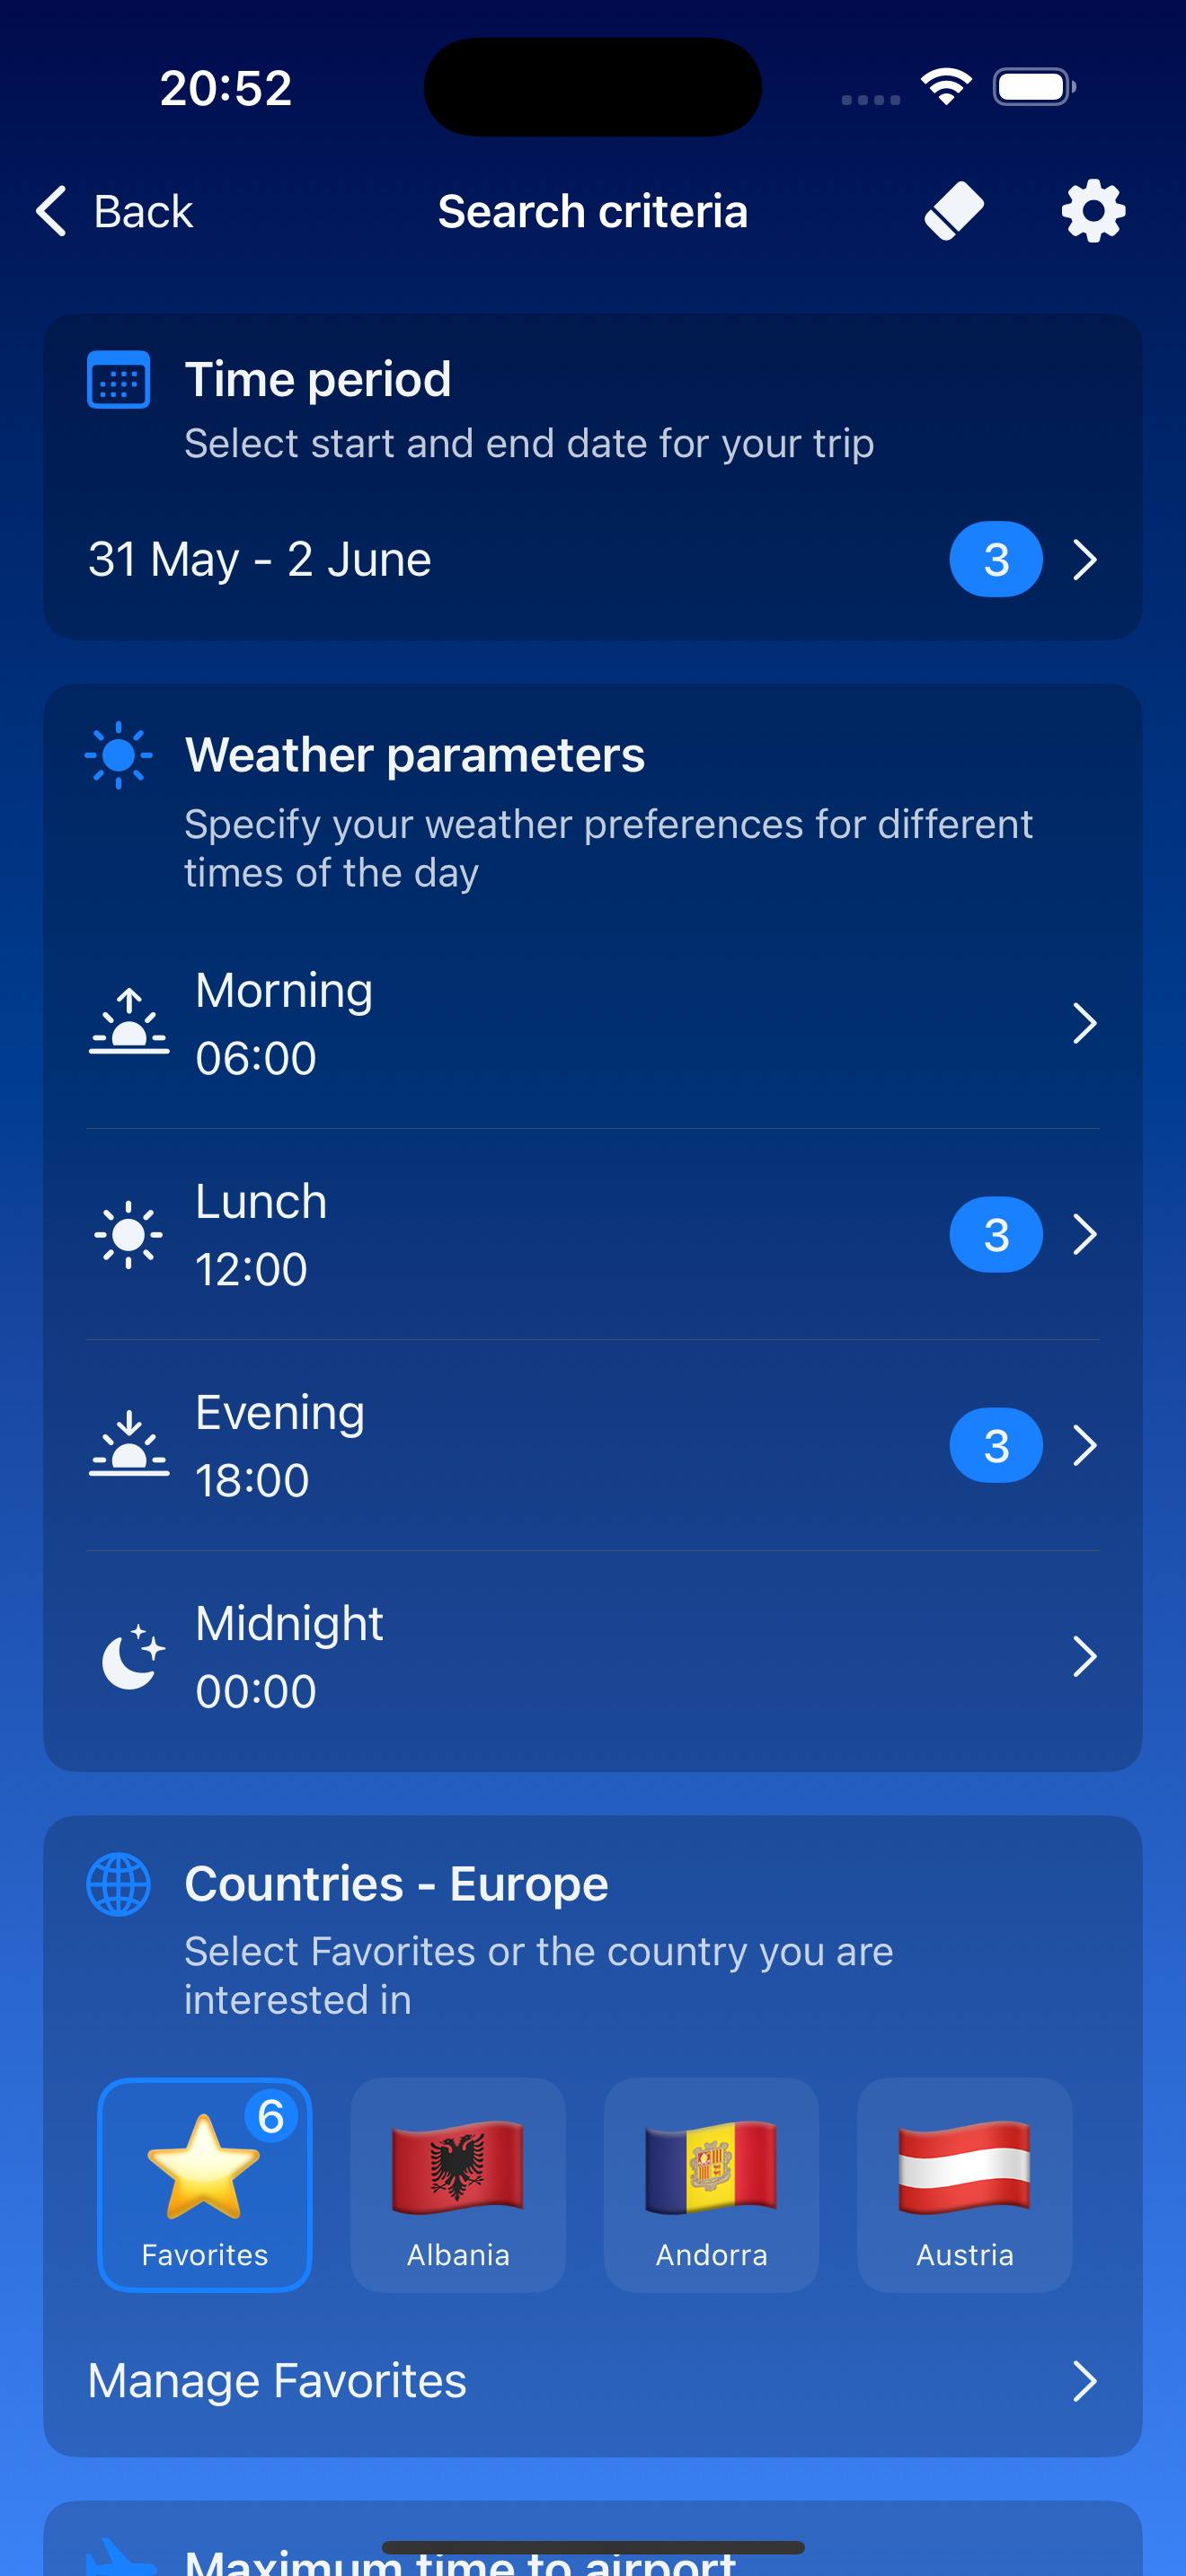 20:52
Back
Search criteria
Time period
Select start and end date for your trip
31 May - 2 June
3
Weather parameters
Specify your weather preferences for different
times of the day
Morning
06:00
Lunch
12:00
3
Evening
18:00
3
Midnight
00:00
Countries - Europe
Select Favorites or the country you are
interested in
6
Favorites
Albania
Andorra
Austria
Manage Favorites
Maximum time to airport